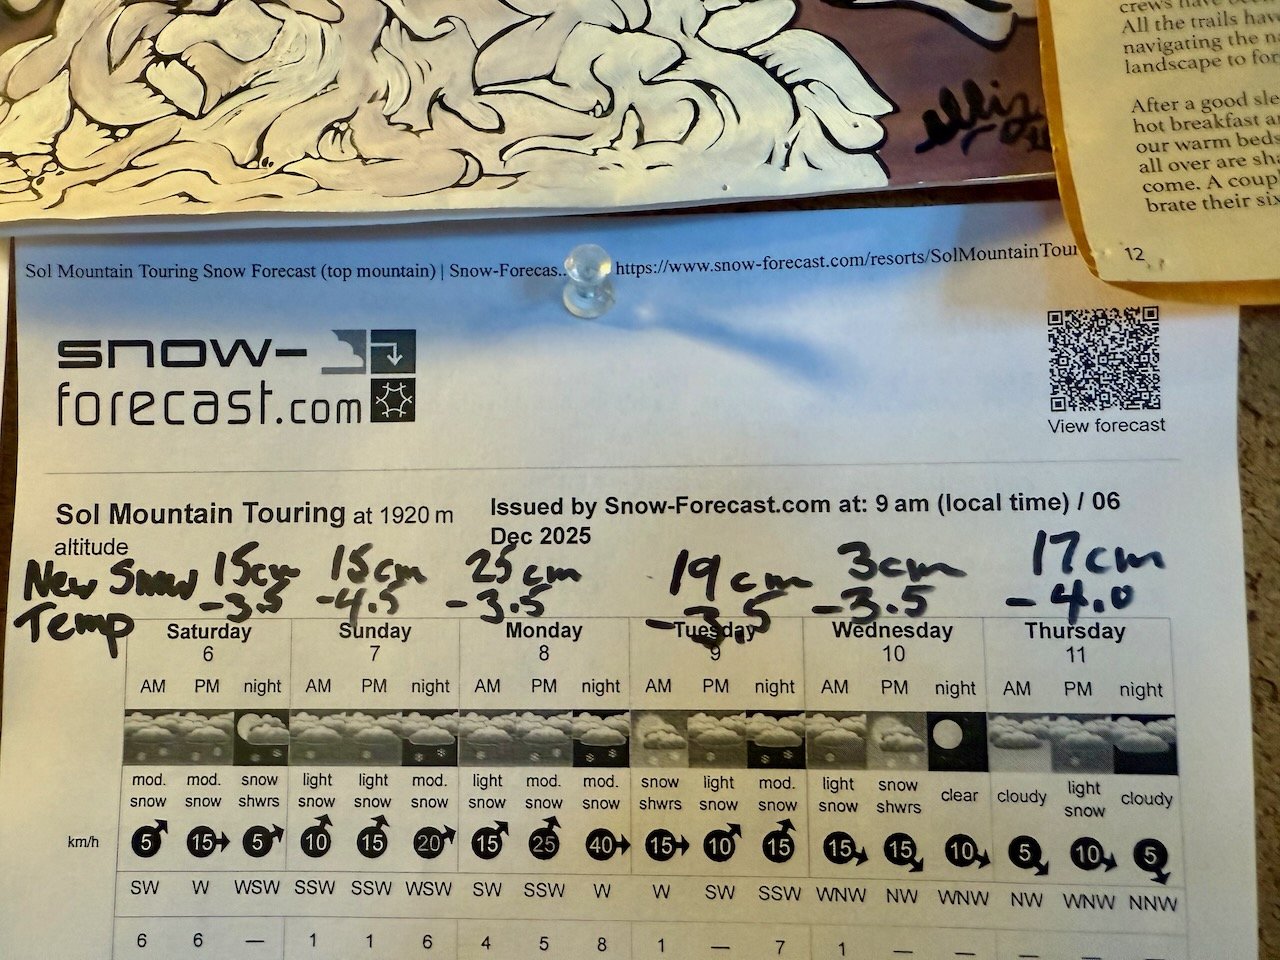 crews have
All the trails hav
navigating the na
landscape to for
After a good sle
hot breakfast a
our warm beds
all over are sha
come. A coupl
brate their six
12
Sol Mountain Touring Snow Forecast (top mountain) | Snow-Forecas... https://www.snow-forecast.com/resorts/SolMountainTour
snow-
forecast.com
View forecast
Sol Mountain Touring at 1920 m
altitude
Issued by Snow-Forecast.com at: 9 am (local time) / 06
Dec 2025
New Snow 15cm 15cm 25cm 19cm 3cm 17cm
Temp -3.5 -4.5 -3.5 -3.5 -3.5 -4.0
Saturday Sunday Monday Tuesday Wednesday Thursday
6 7 8 9 10 11
AM PM night AM PM night AM PM night AM PM night AM PM night AM PM night
mod. mod. snow light light mod. light mod. mod. snow light mod. light snow clear cloudy light cloudy
snow snow shwrs snow snow snow snow snow snow shwrs snow snow snow shwrs snow
km/h 5 15 5 10 15 20 15 25 40 15 10 15 15 15 10 5 10 5
SW W WSW SSW SSW WSW SW SSW W W SW SSW WNW NW WNW NW WNW NNW
6 6 — 1 1 6 4 5 8 1 — 7 1 — — — — —